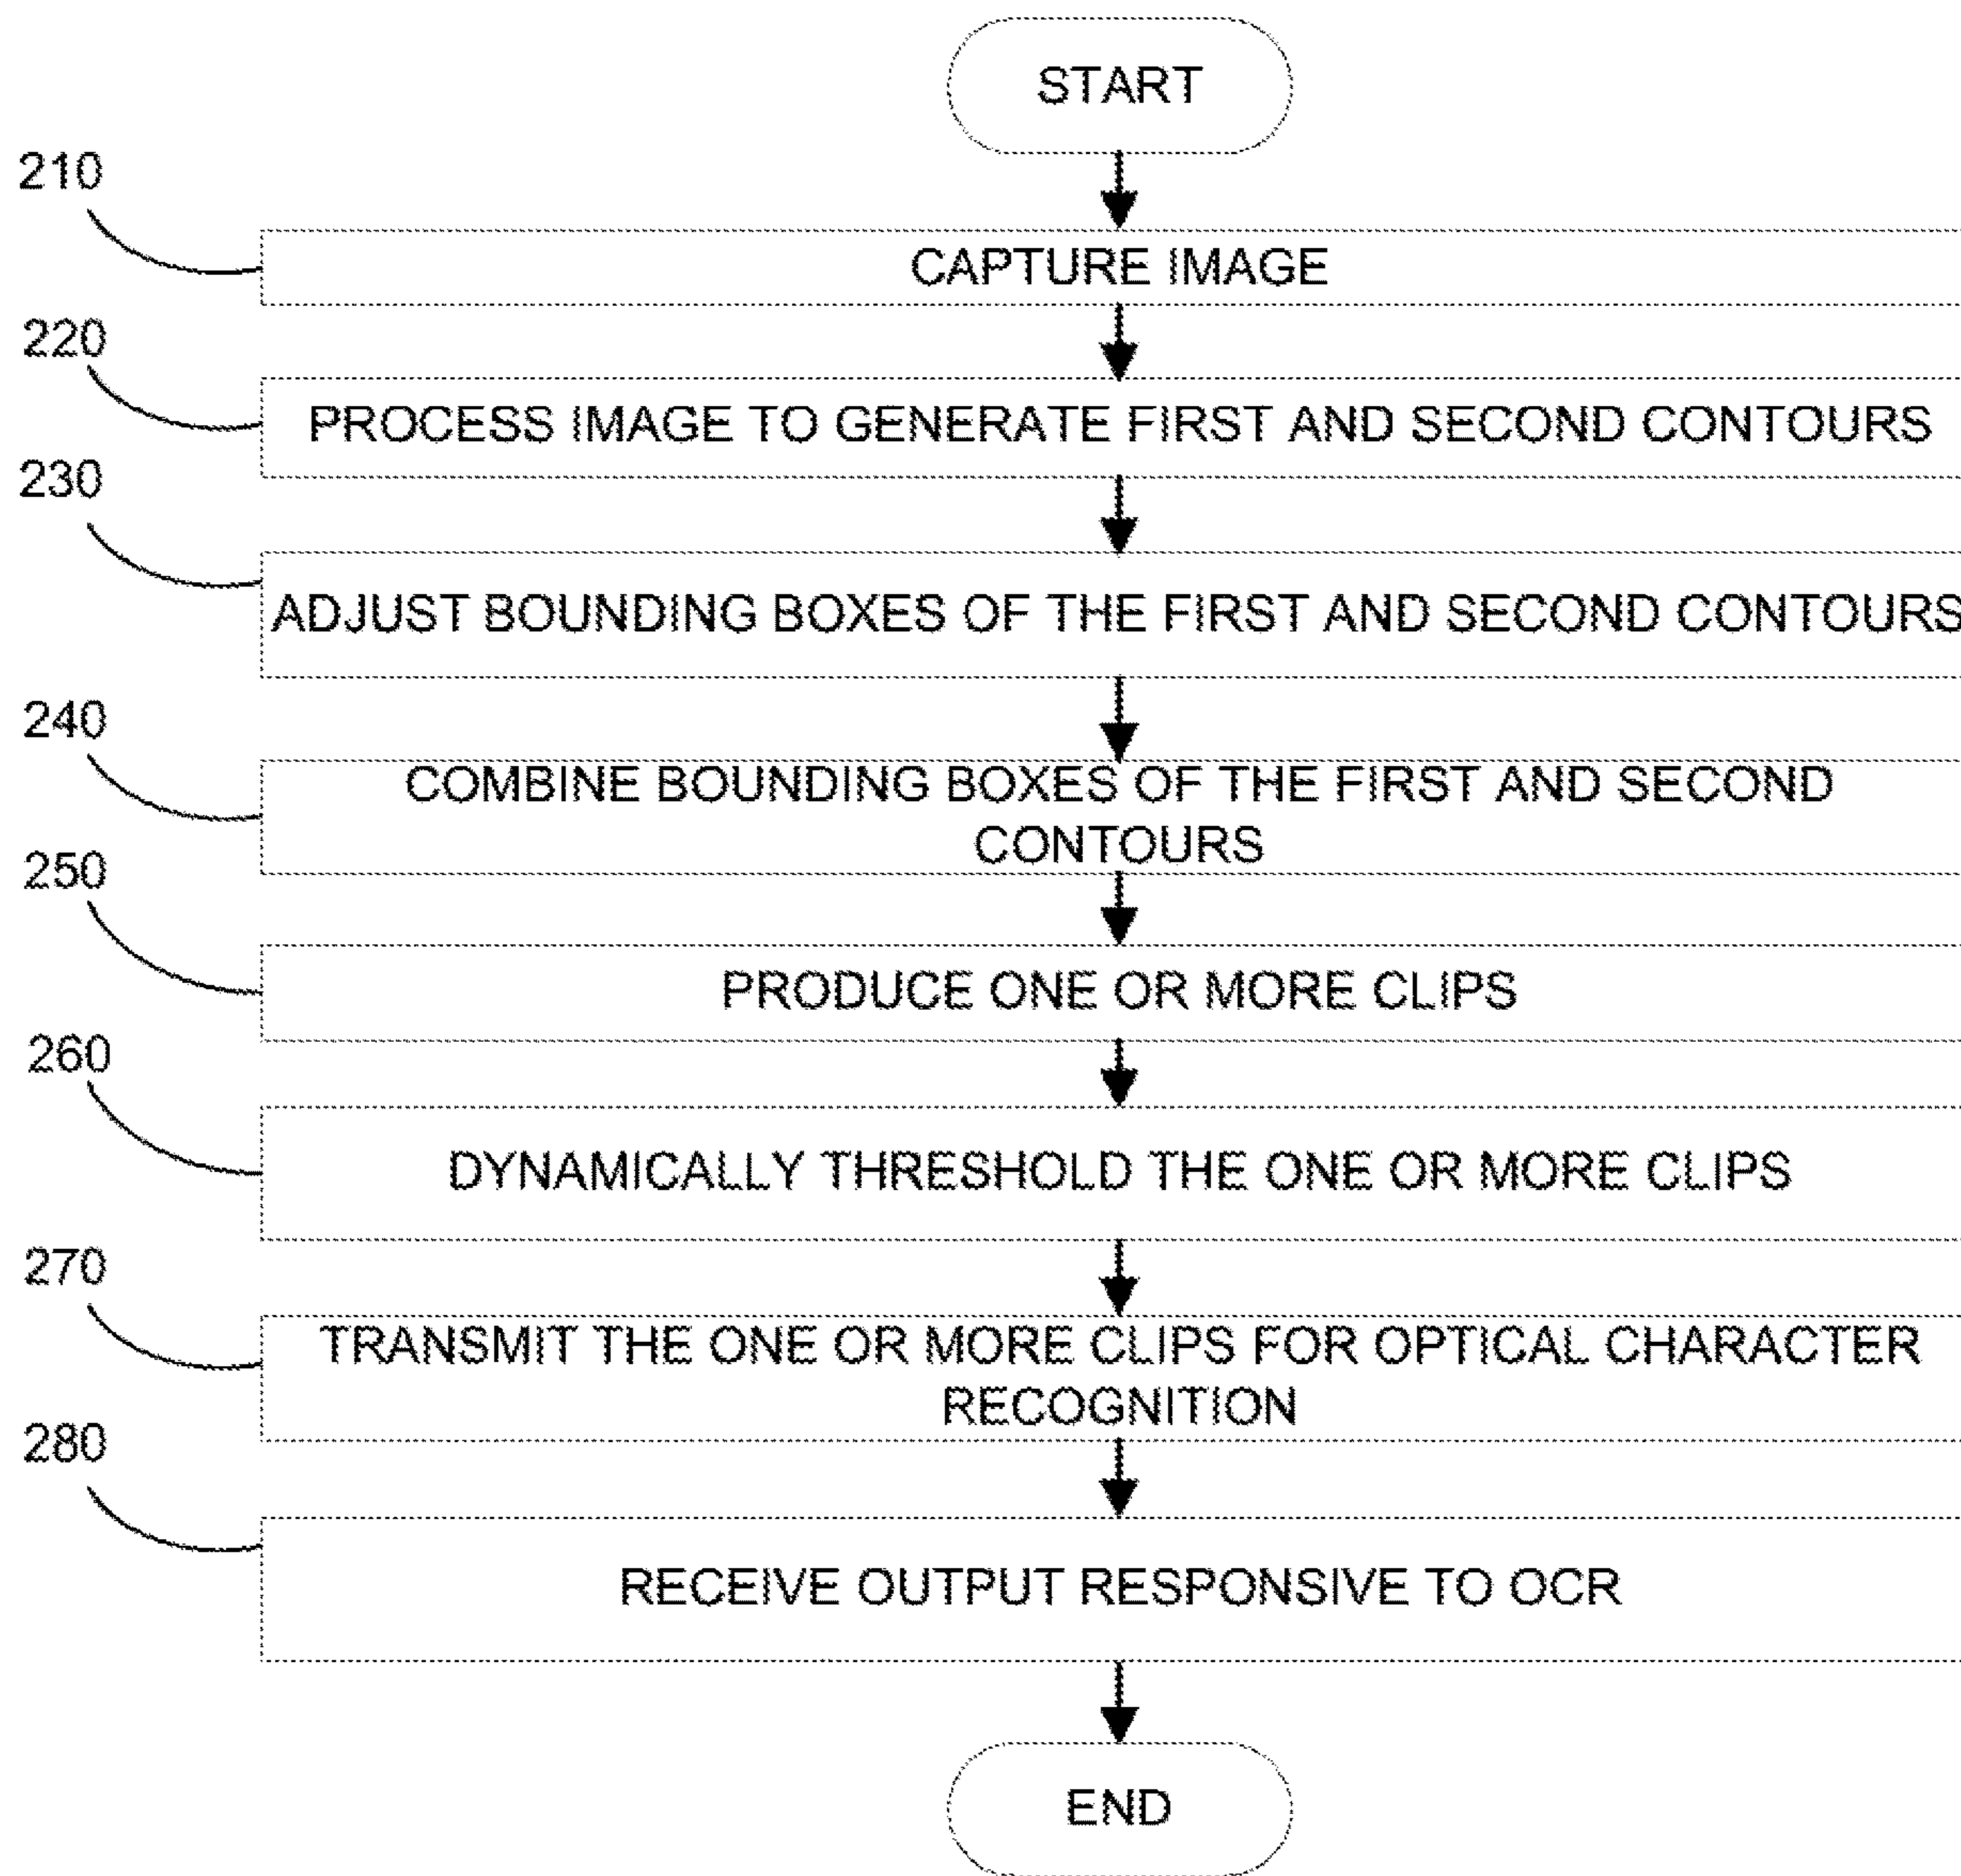 START
210
CAPTURE IMAGE
220
PROCESS IMAGE TO GENERATE FIRST AND SECOND CONTOURS
230
ADJUST BOUNDING BOXES OF THE FIRST AND SECOND CONTOURS
240
COMBINE BOUNDING BOXES OF THE FIRST AND SECOND
CONTOURS
250
PRODUCE ONE OR MORE CLIPS
260
DYNAMICALLY THRESHOLD THE ONE OR MORE CLIPS
270
TRANSMIT THE ONE OR MORE CLIPS FOR OPTICAL CHARACTER
RECOGNITION
280
RECEIVE OUTPUT RESPONSIVE TO OCR
END